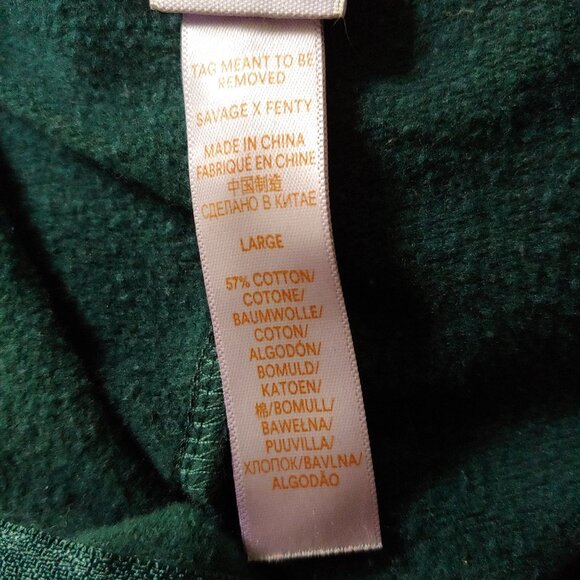 TAG MEANT TO BE
REMOVED
SAVAGE X FENTY
MADE IN CHINA
FABRIQUÉ EN CHINE
中国制造
СДЕЛАНО В КИТАЕ
LARGE
57% COTTON/
COTONE/
BAUMWOLLE/
COTON/
ALGODÓN/
BOMULD/
KATOEN/
棉/BOMULL/
BAWEŁNA/
PUUVILLA/
ХЛОПОК/BAVLNA/
ALGODÃO